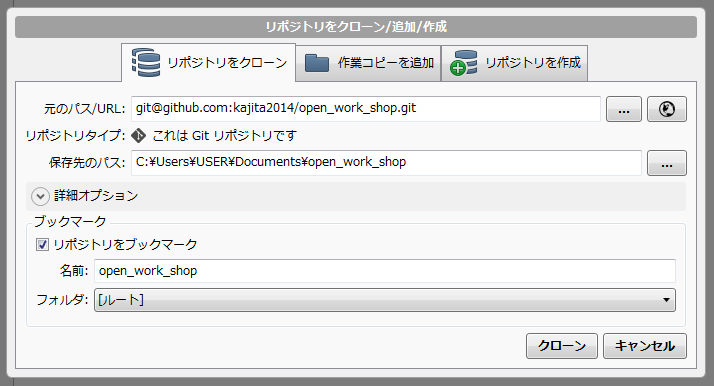 リポジトリをクローン/追加/作成
リポジトリをクローン 作業コピーを追加 リポジトリを作成
元のパス/URL: git@github.com:kajita2014/open_work_shop.git ...
リポジトリタイプ: これは Git リポジトリです
保存先のパス: C:¥Users¥USER¥Documents¥open_work_shop ...
詳細オプション
ブックマーク
リポジトリをブックマーク
名前: open_work_shop
フォルダ: [ルート]
クローン キャンセル